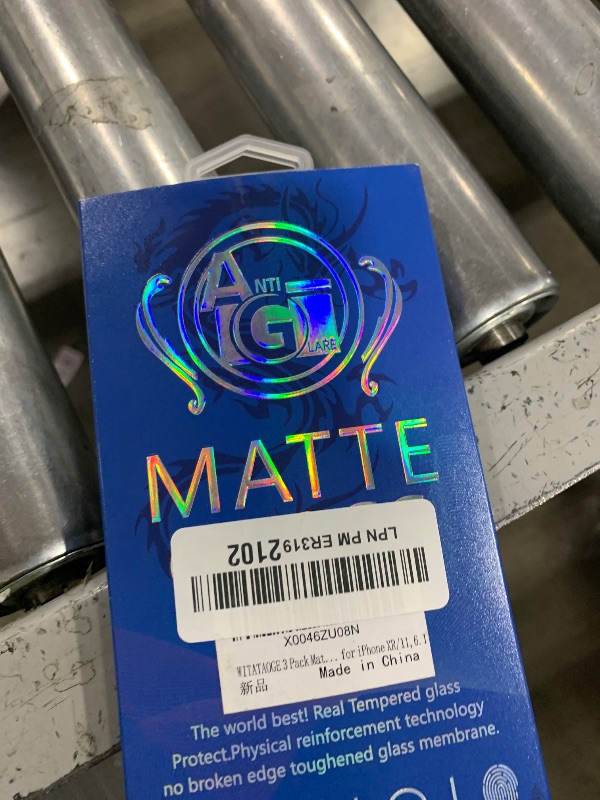 ANTI
GLARE
MATTE
LPN PM ER3192102
X0046ZU08N
WITATAOGE 3 Pack Mat... for iPhone XR/11,6.1
新品
Made in China
The world best! Real Tempered glass
Protect.Physical reinforcement technology
no broken edge toughened glass membrane.